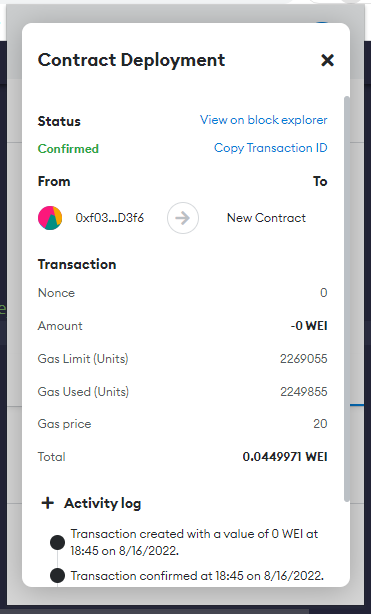 Contract Deployment
Status
View on block explorer
Confirmed
Copy Transaction ID
From
To
0xf03...D3f6
New Contract
Transaction
Nonce 0
Amount -0 WEI
Gas Limit (Units) 2269055
Gas Used (Units) 2249855
Gas price 20
Total 0.0449971 WEI
+ Activity log
Transaction created with a value of 0 WEI at
18:45 on 8/16/2022.
Transaction confirmed at 18:45 on 8/16/2022.